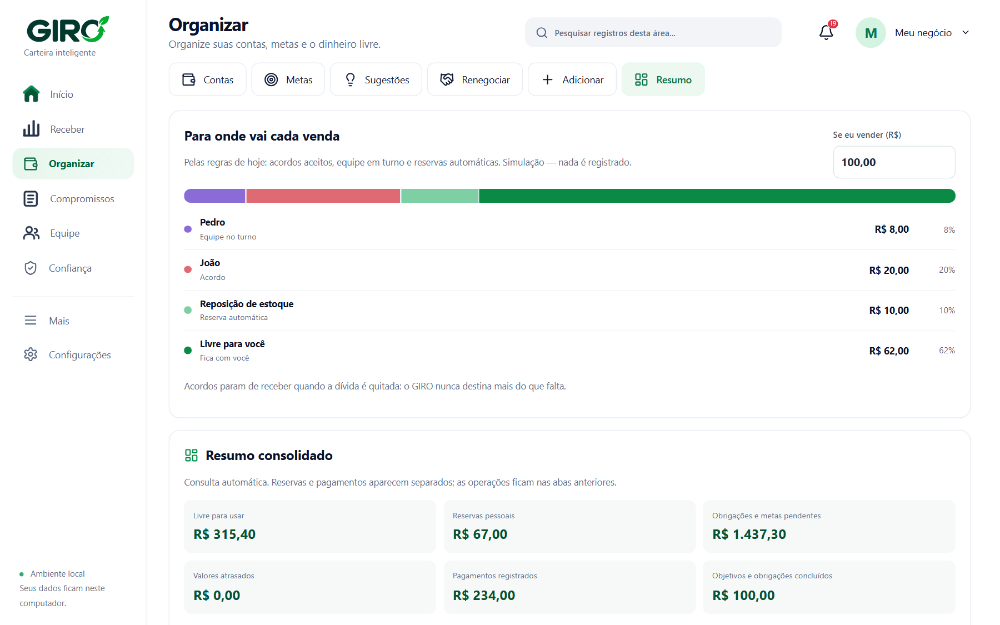 GIRO
Carteira inteligente
Início
Receber
Organizar
Compromissos
Equipe
Confiança
Mais
Configurações
Ambiente local
Seus dados ficam neste
computador.
Organizar
Organize suas contas, metas e o dinheiro livre.
Pesquisar registros desta área...
19
M
Meu negócio
Contas
Metas
Sugestões
Renegociar
Adicionar
Resumo
Para onde vai cada venda
Pelas regras de hoje: acordos aceitos, equipe em turno e reservas automáticas. Simulação — nada é registrado.
Se eu vender (R$)
100,00
Pedro
Equipe no turno
R$ 8,00
8%
João
Acordo
R$ 20,00
20%
Reposição de estoque
Reserva automática
R$ 10,00
10%
Livre para você
Fica com você
R$ 62,00
62%
Acordos param de receber quando a dívida é quitada: o GIRO nunca destina mais do que falta.
Resumo consolidado
Consulta automática. Reservas e pagamentos aparecem separados; as operações ficam nas abas anteriores.
Livre para usar
R$ 315,40
Reservas pessoais
R$ 67,00
Obrigações e metas pendentes
R$ 1.437,30
Valores atrasados
R$ 0,00
Pagamentos registrados
R$ 234,00
Objetivos e obrigações concluídos
R$ 100,00